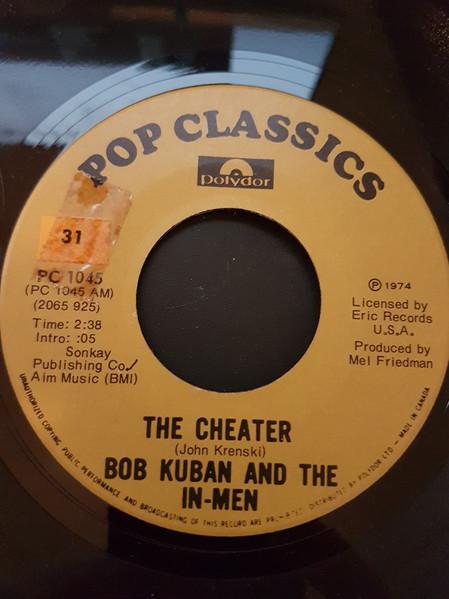 POP CLASSICS
Polydor
31
PC 1045
(PC 1045 AM)
(2065 925)
Time: 2:38
Intro: :05
Sonkay
Publishing Co
Aim Music (BMI)
℗ 1974
Licensed by
Eric Records
U.S.A.
Produced by
Mel Friedman
THE CHEATER
(John Krenski)
BOB KUBAN AND THE
IN-MEN
UNAUTHORIZED COPYING PUBLIC PERFORMANCE AND BROADCASTING OF THIS RECORD ARE PROHIBITED. DISTRIBUTED BY POLYDOR LTD – MADE IN CANADA